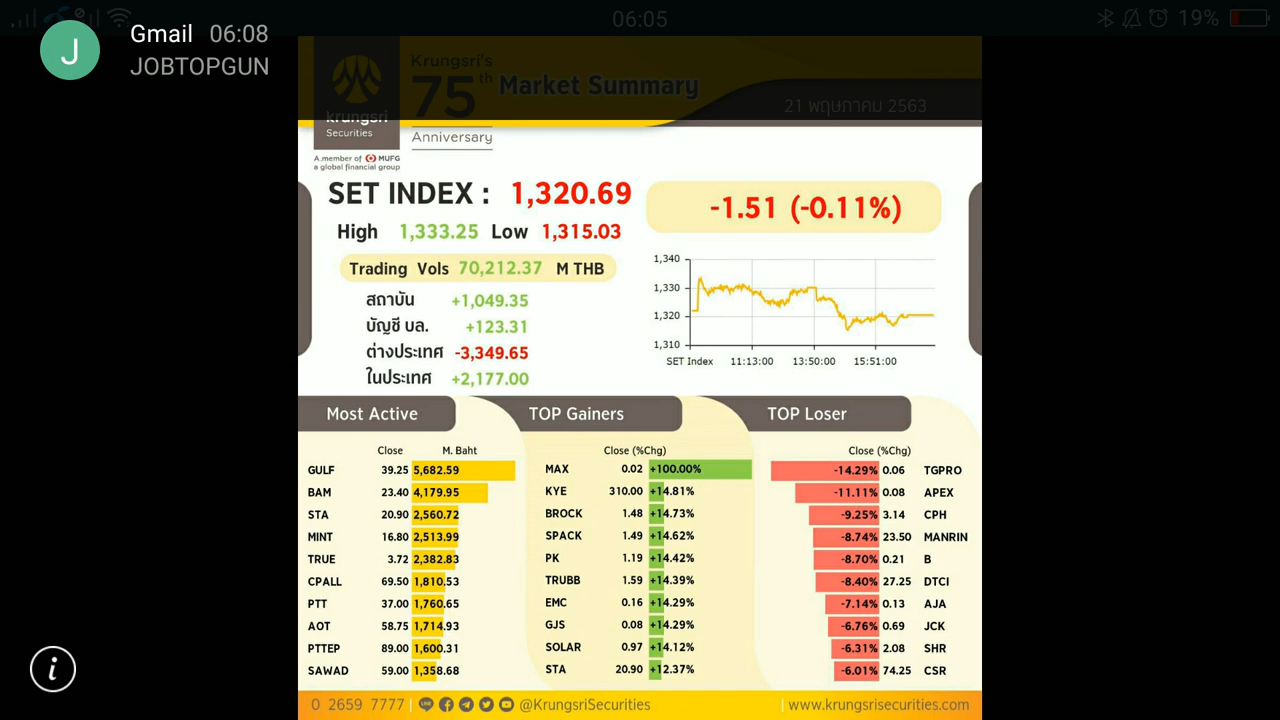 06:05
19%
J
Gmail 06:08
JOBTOPGUN
krungsri
Securities
A member of MUFG
a global financial group
Krungsri's
75th
Anniversary
Market Summary
21 พฤษภาคม 2563
SET INDEX : 1,320.69
-1.51 (-0.11%)
High 1,333.25 Low 1,315.03
Trading Vols 70,212.37 M THB
สถาบัน +1,049.35
บัญชี บล. +123.31
ต่างประเทศ -3,349.65
ในประเทศ +2,177.00
1,340
1,330
1,320
1,310
SET Index 11:13:00 13:50:00 15:51:00
Most Active
Close M. Baht
GULF 39.25 5,682.59
BAM 23.40 4,179.95
STA 20.90 2,560.72
MINT 16.80 2,513.99
TRUE 3.72 2,382.83
CPALL 69.50 1,810.53
PTT 37.00 1,760.65
AOT 58.75 1,714.93
PTTEP 89.00 1,600.31
SAWAD 59.00 1,358.68
TOP Gainers
Close (%Chg)
MAX 0.02 +100.00%
KYE 310.00 +14.81%
BROCK 1.48 +14.73%
SPACK 1.49 +14.62%
PK 1.19 +14.42%
TRUBB 1.59 +14.39%
EMC 0.16 +14.29%
GJS 0.08 +14.29%
SOLAR 0.97 +14.12%
STA 20.90 +12.37%
TOP Loser
Close (%Chg)
-14.29% 0.06 TGPRO
-11.11% 0.08 APEX
-9.25% 3.14 CPH
-8.74% 23.50 MANRIN
-8.70% 0.21 B
-8.40% 27.25 DTCI
-7.14% 0.13 AJA
-6.76% 0.69 JCK
-6.31% 2.08 SHR
-6.01% 74.25 CSR
0 2659 7777 | @KrungsriSecurities | www.krungsrisecurities.com